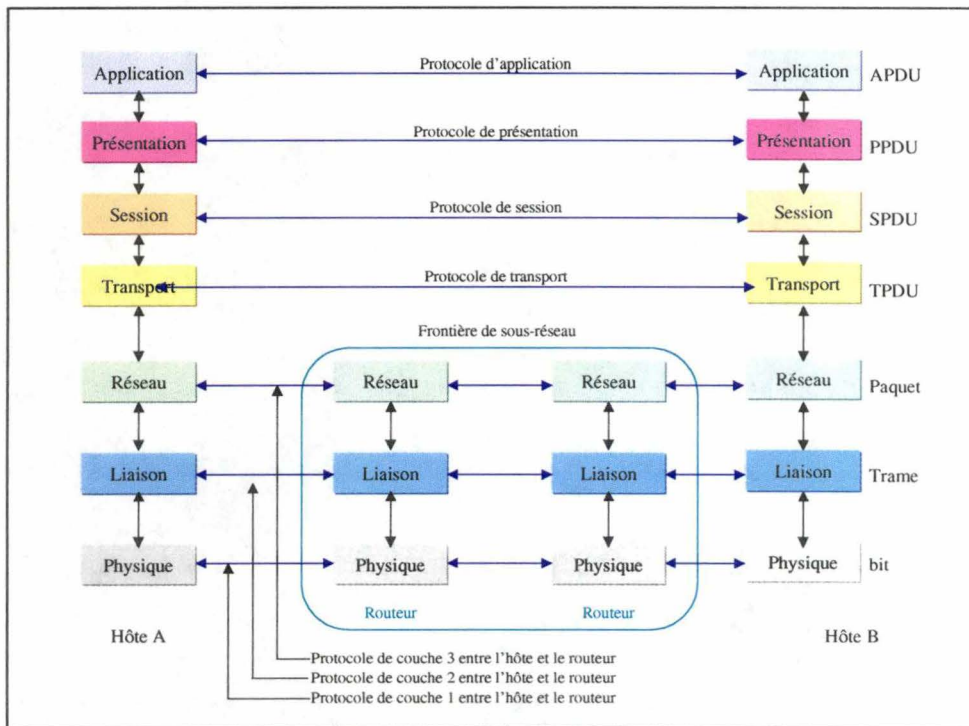 Application Protocole d'application Application APDU
Présentation Protocole de présentation Présentation PPDU
Session Protocole de session Session SPDU
Transport Protocole de transport Transport TPDU
Frontière de sous-réseau
Réseau Réseau Réseau Réseau Paquet
Liaison Liaison Liaison Liaison Trame
Physique Physique Physique Physique bit
Routeur Routeur
Hôte A Hôte B
Protocole de couche 3 entre l'hôte et le routeur
Protocole de couche 2 entre l'hôte et le routeur
Protocole de couche 1 entre l'hôte et le routeur